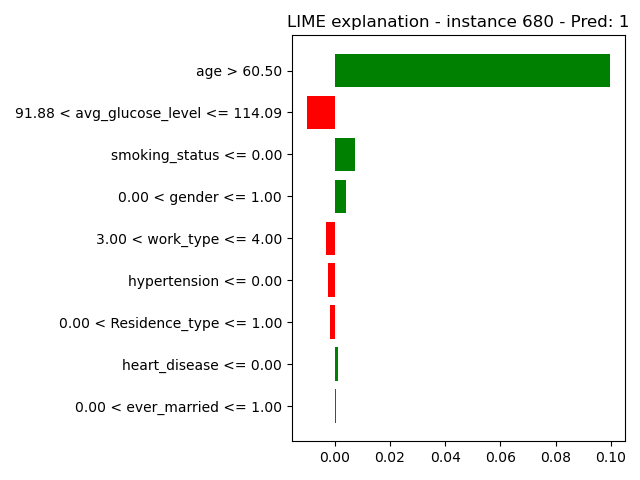 LIME explanation - instance 680 - Pred: 1
age > 60.50
91.88 < avg_glucose_level <= 114.09
smoking_status <= 0.00
0.00 < gender <= 1.00
3.00 < work_type <= 4.00
hypertension <= 0.00
0.00 < Residence_type <= 1.00
heart_disease <= 0.00
0.00 < ever_married <= 1.00
0.00 0.02 0.04 0.06 0.08 0.10